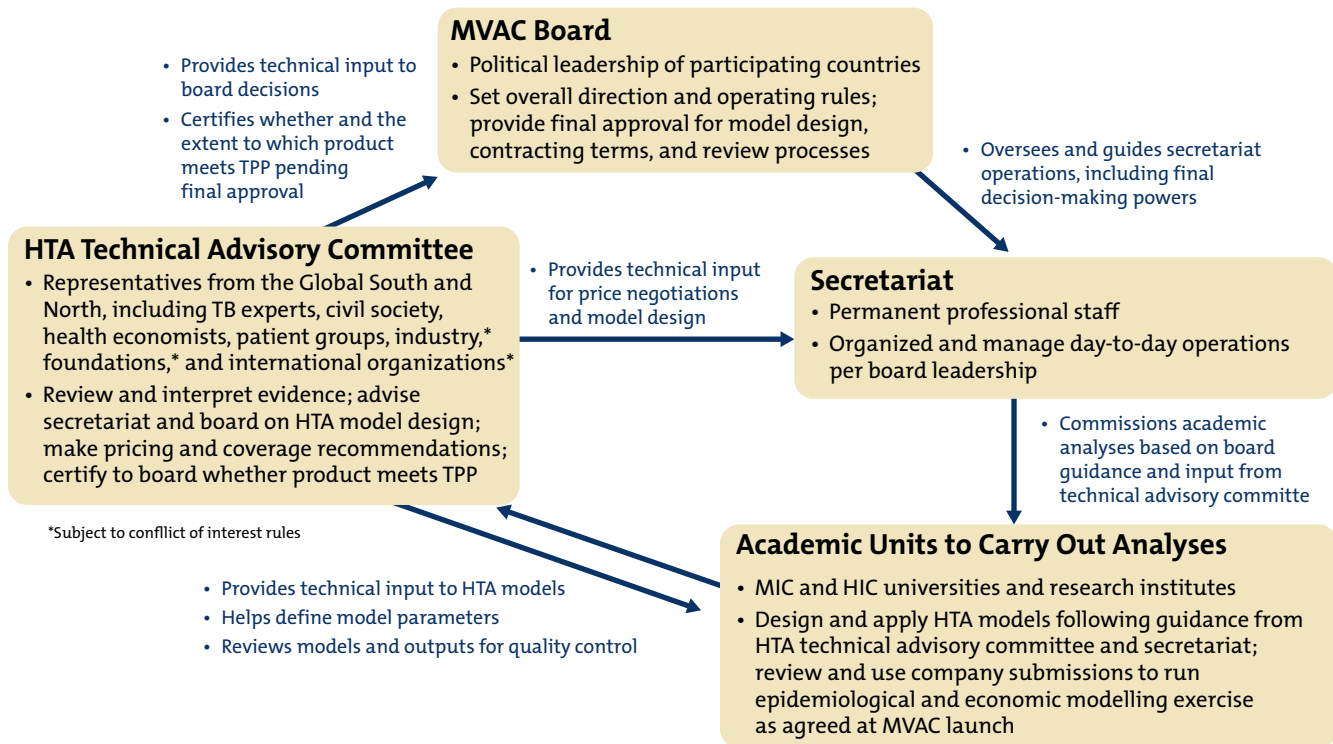 MVAC Board
• Political leadership of participating countries
• Set overall direction and operating rules;
provide final approval for model design,
contracting terms, and review processes
• Provides technical input to
board decisions
• Certifies whether and the
extent to which product
meets TPP pending
final approval
• Oversees and guides secretariat
operations, including final
decision-making powers
HTA Technical Advisory Committee
• Representatives from the Global South and
North, including TB experts, civil society,
health economists, patient groups, industry,*
foundations,* and international organizations*
• Review and interpret evidence; advise
secretariat and board on HTA model design;
make pricing and coverage recommendations;
certify to board whether product meets TPP
• Provides technical input
for price negotiations
and model design
Secretariat
• Permanent professional staff
• Organized and manage day-to-day operations
per board leadership
• Commissions academic
analyses based on board
guidance and input from
technical advisory committe
*Subject to confllict of interest rules
• Provides technical input to HTA models
• Helps define model parameters
• Reviews models and outputs for quality control
Academic Units to Carry Out Analyses
• MIC and HIC universities and research institutes
• Design and apply HTA models following guidance from
HTA technical advisory committee and secretariat;
review and use company submissions to run
epidemiological and economic modelling exercise
as agreed at MVAC launch